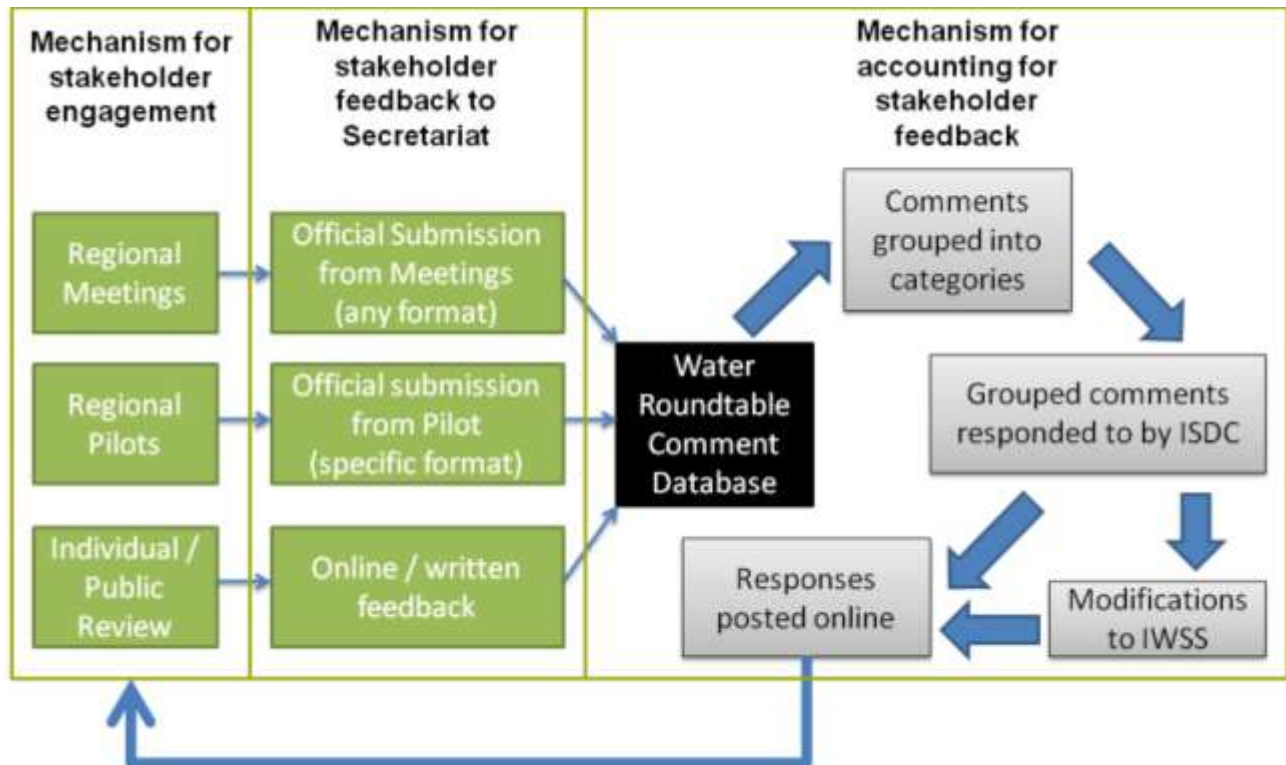 Mechanism for
stakeholder
engagement
Mechanism for
stakeholder
feedback to
Secretariat
Mechanism for
accounting for
stakeholder
feedback
Regional
Meetings
Official Submission
from Meetings
(any format)
Regional
Pilots
Official submission
from Pilot
(specific format)
Individual /
Public
Review
Online / written
feedback
Water
Roundtable
Comment
Database
Comments
grouped into
categories
Grouped comments
responded to by ISDC
Modifications
to IWSS
Responses
posted online